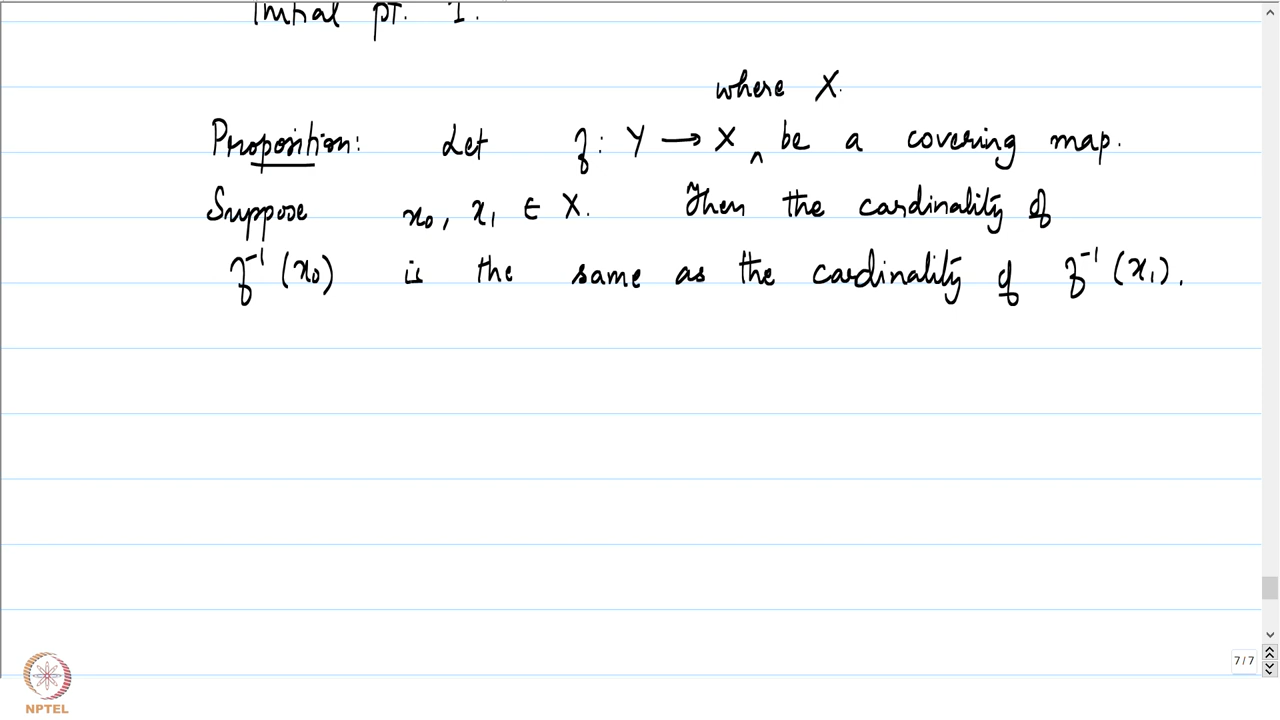 Initial pt. 1.
where X.
Proposition: Let q: Y → X ^ be a covering map.
Suppose x₀, x₁ ∈ X. Then the cardinality of
q⁻¹(x₀) is the same as the cardinality of q⁻¹(x₁).
7/7
NPTEL